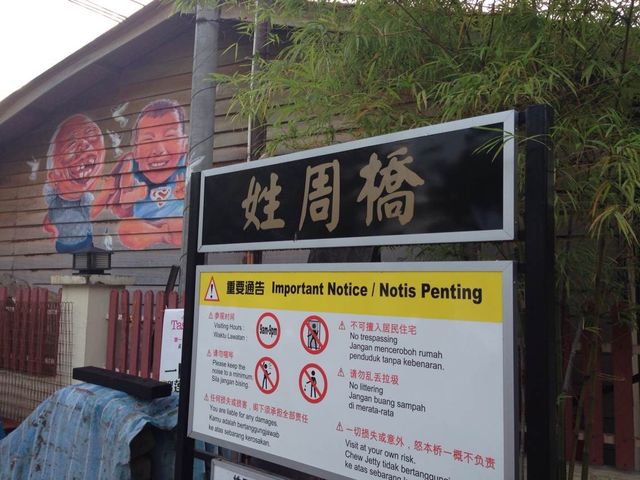 姓周橋
重要通告 Important Notice / Notis Penting
参观时间
Visiting Hours :
Waktu Lawatan :
9am-9pm
不可擅入居民住宅
No trespassing
Jangan menceroboh rumah
penduduk tanpa kebenaran.
请勿喧哗
Please keep the
noise to a minimum.
Sila jangan bising.
请勿乱丢垃圾
No littering
Jangan buang sampah
di merata-rata
任何损失或损害，阁下须承担全部责任
You are liable for any damages.
Kamu adalah bertanggungjawab
ke atas sebarang kerosakan.
一切损失或意外，恕本桥一概不负责
Visit at your own risk.
Chew Jetty tidak bertanggung
ke atas sebarang